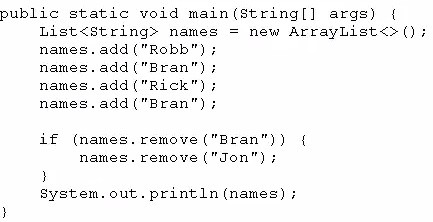 public static void main(String[] args) {
    List<String> names = new ArrayList<>();
    names.add("Robb");
    names.add("Bran");
    names.add("Rick");
    names.add("Bran");

    if (names.remove("Bran")) {
        names.remove("Jon");
    }
    System.out.println(names);
}